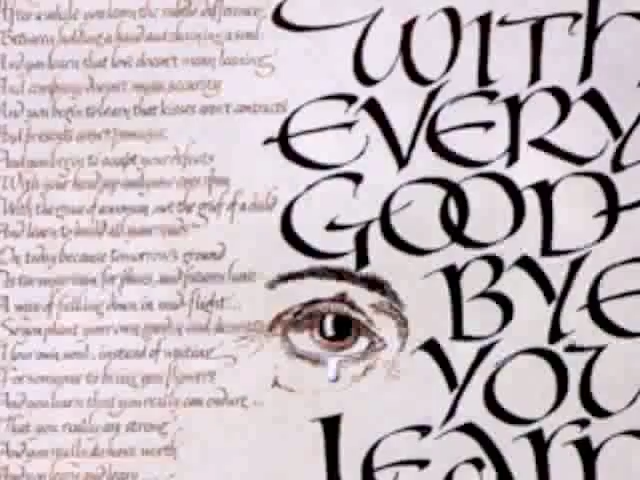 After a while you learn the subtle difference
Between holding a hand and chaining a soul
And you learn that love doesn't mean leaning
And company doesn't mean security
And you begin to learn that kisses aren't contracts
And presents aren't promises
And you begin to accept your defeats
With your head up and your eyes open
With the grace of a woman, not the grief of a child
And learn to build all your roads
On today because tomorrow's ground
Is too uncertain for plans, and futures have
A way of falling down in mid-flight...
So you plant your own garden and decorate
Your own soul, instead of waiting
For someone to bring you flowers
And you learn that you really can endure...
That you really are strong
And you really do have worth
And you learn and learn......
WITH
EVERY
GOOD-
BYE
YOU
LEARN